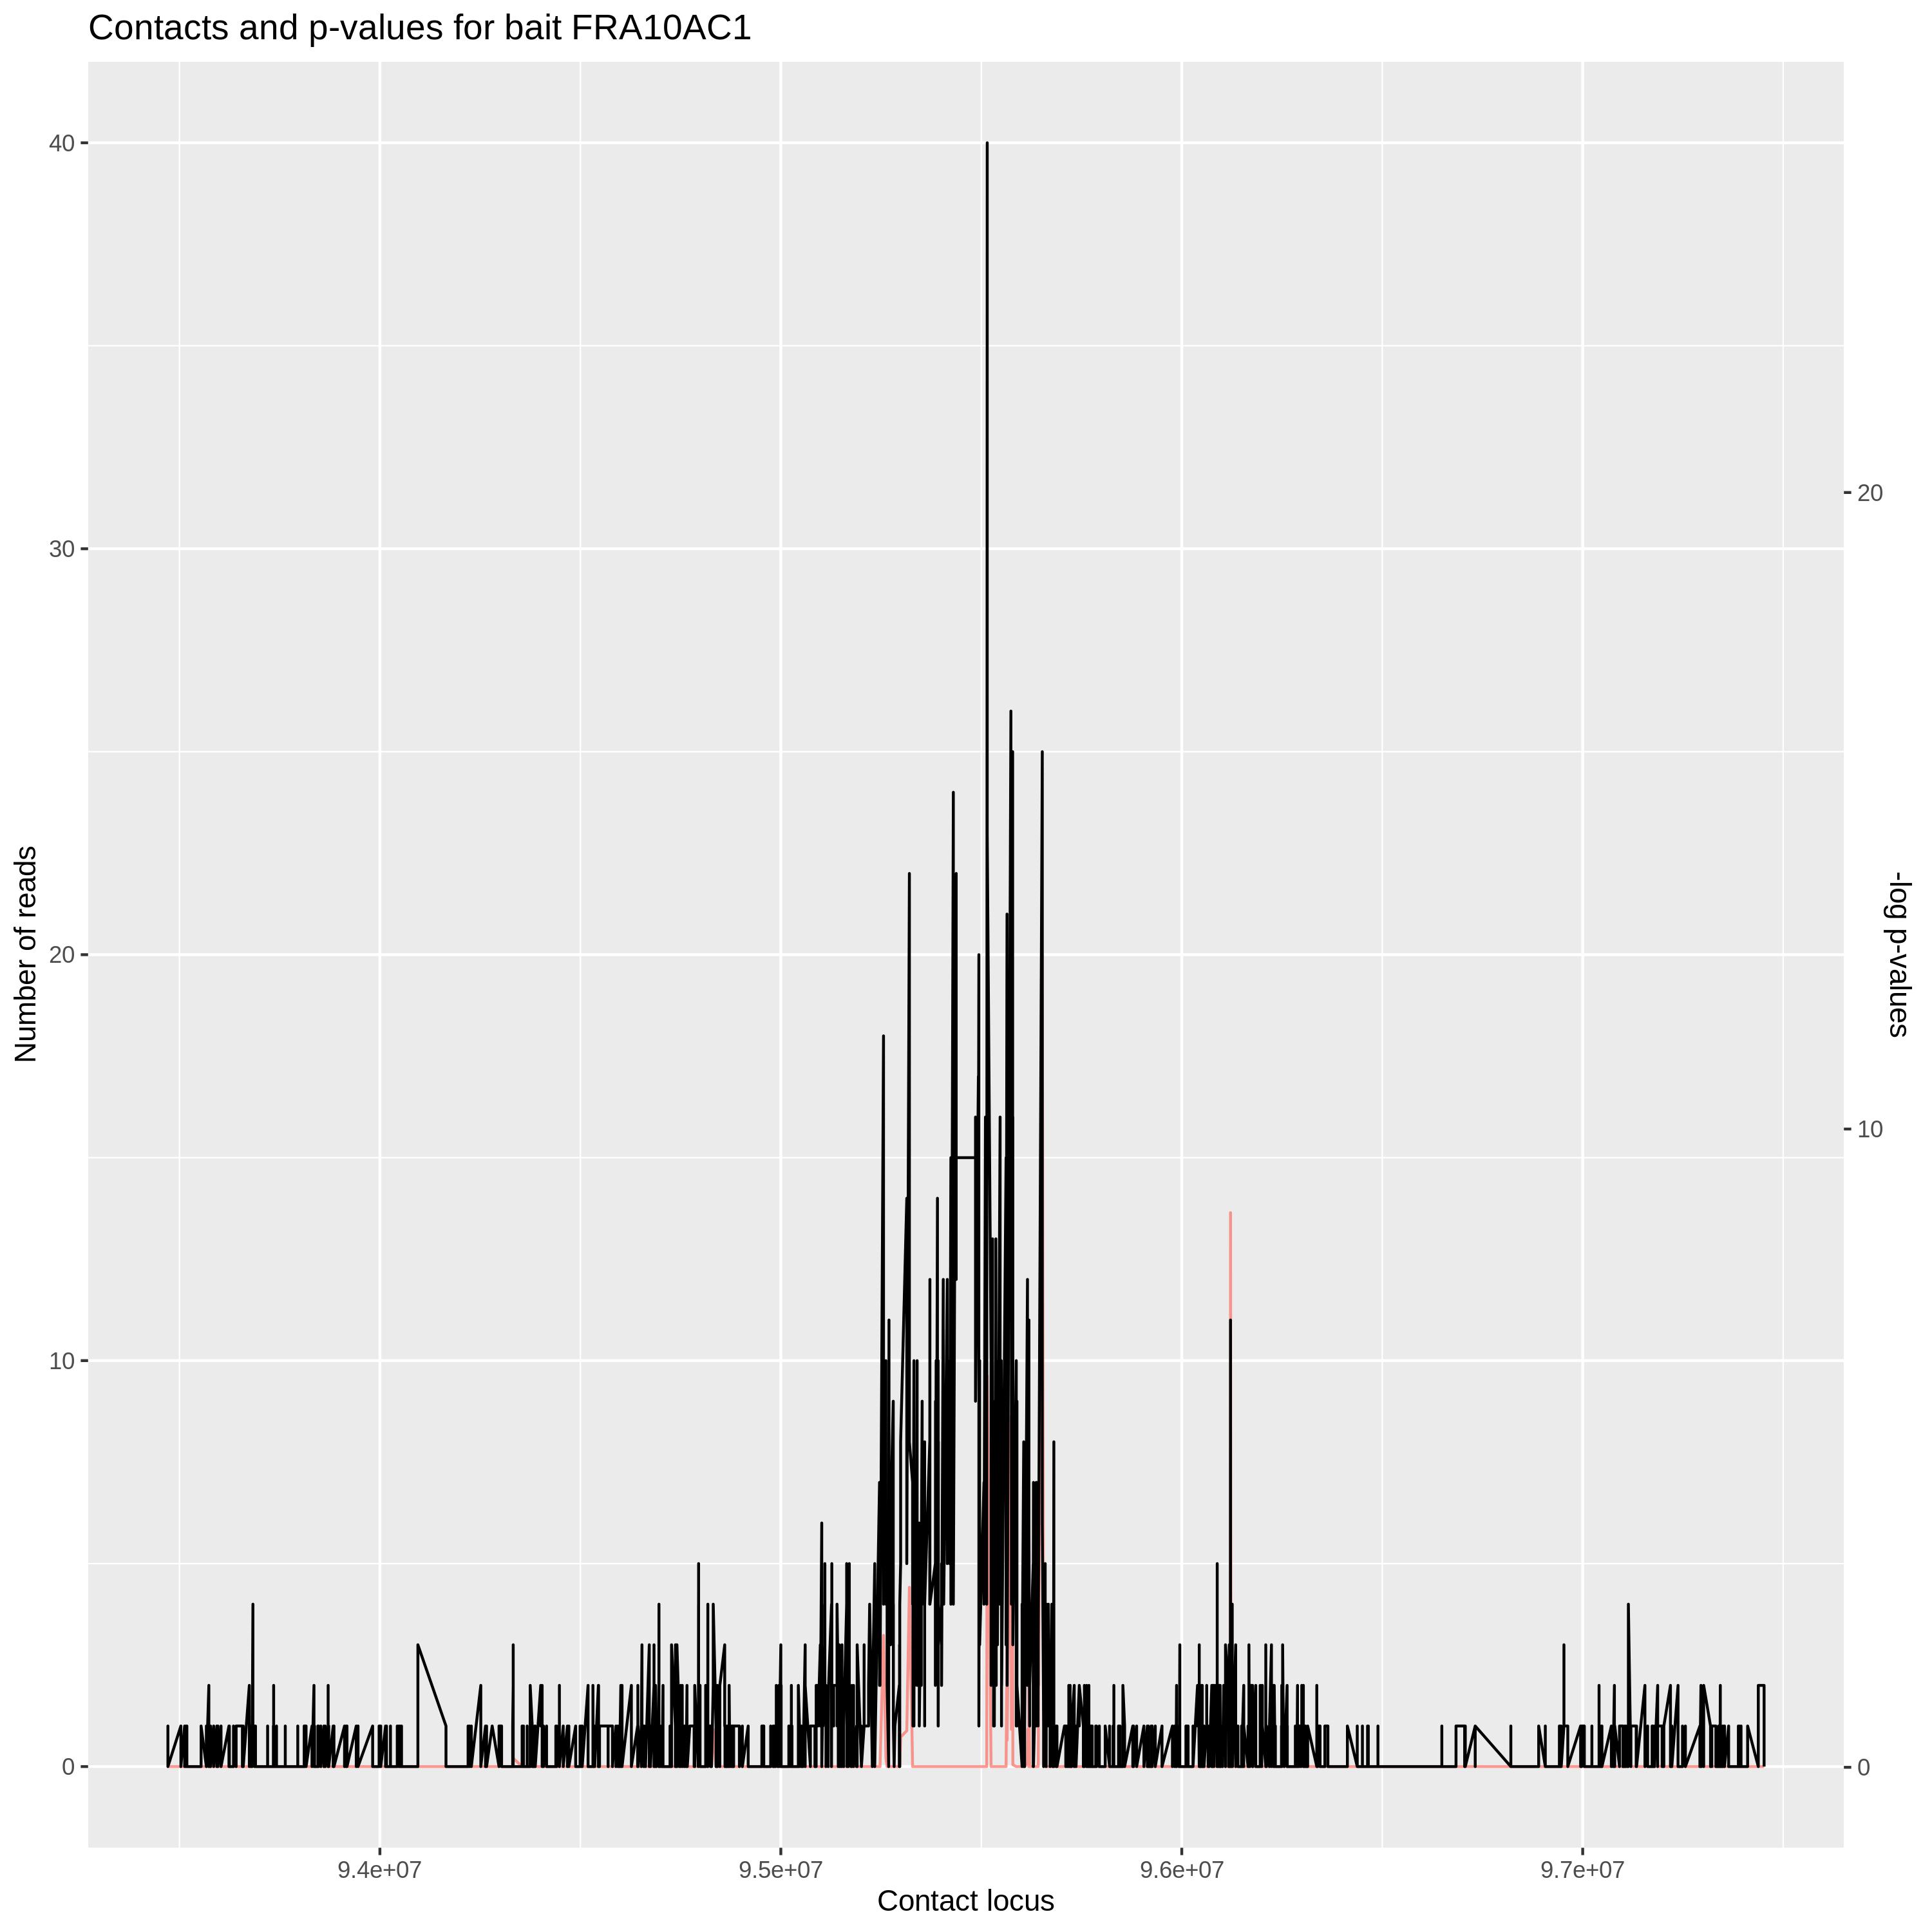 Contacts and p-values for bait FRA10AC1
40
30
20
10
0
Number of reads
20
10
0
-log p-values
9.4e+07
9.5e+07
9.6e+07
9.7e+07
Contact locus